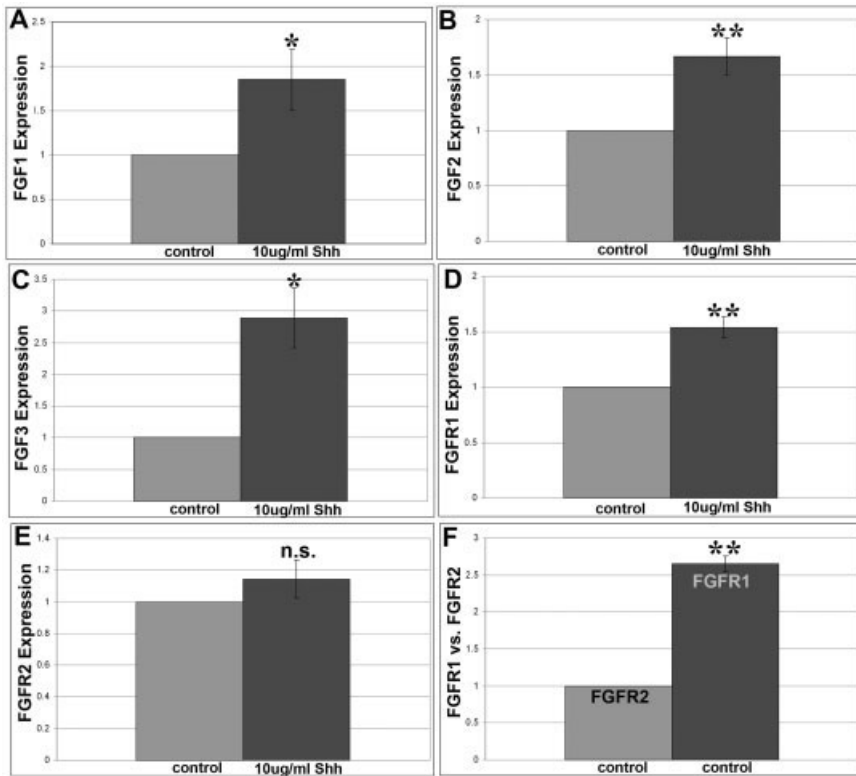 A
FGF1 Expression
2.5
2
1.5
1
0.5
0
*
control
10ug/ml Shh
B
FGF2 Expression
2
1.5
1
0.5
0
**
control
10ug/ml Shh
C
FGF3 Expression
3.5
3
2.5
2
1.5
1
0.5
0
*
control
10ug/ml Shh
D
FGFR1 Expression
2
1.5
1
0.5
0
**
control
10ug/ml Shh
E
FGFR2 Expression
1.4
1.2
1
0.8
0.6
0.4
0.2
0
n.s.
control
10ug/ml Shh
F
FGFR1 vs. FGFR2
3
2.5
2
1.5
1
0.5
0
**
FGFR1
FGFR2
control
control